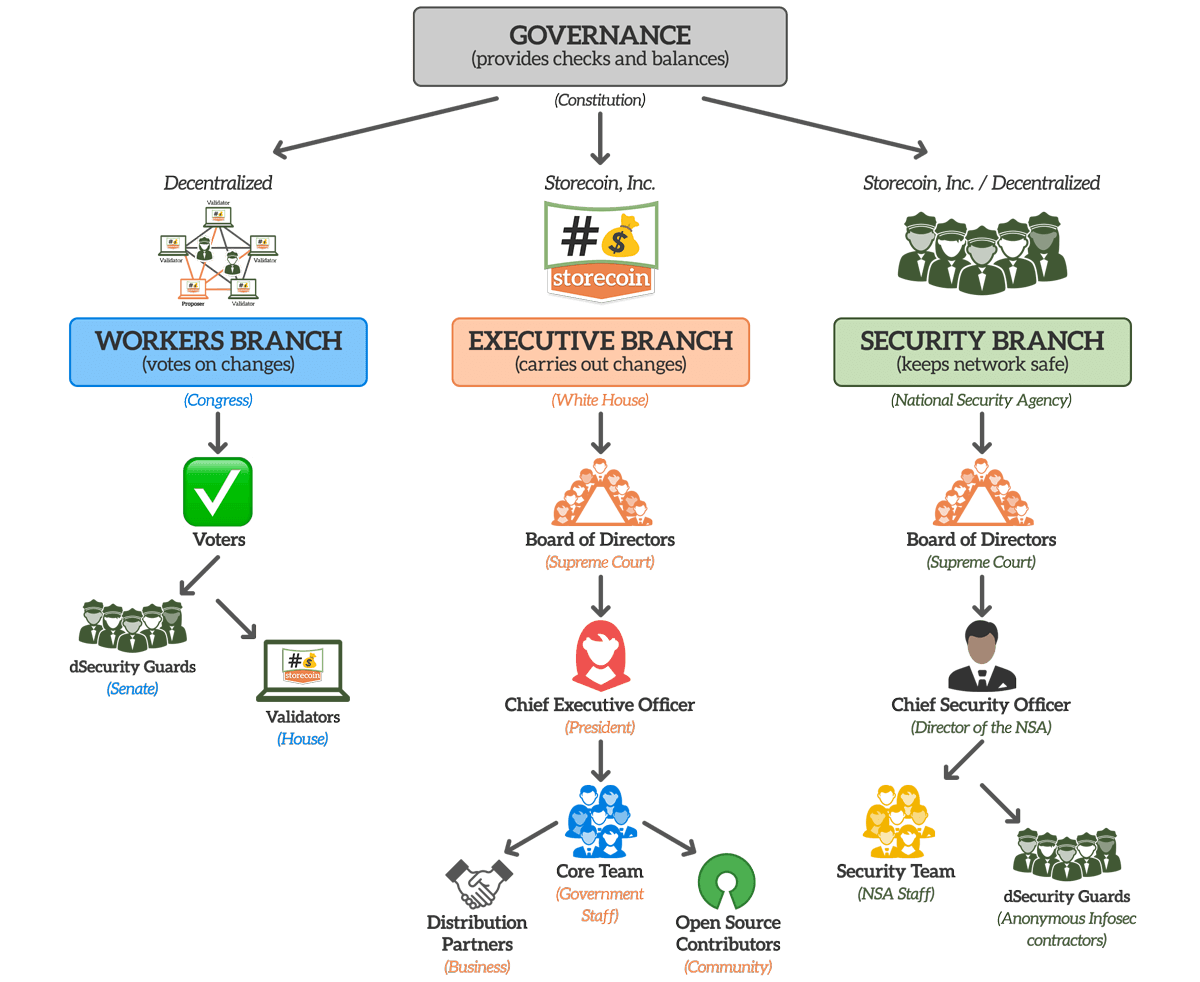 GOVERNANCE
(provides checks and balances)
(Constitution)
Decentralized
Storecoin, Inc.
Storecoin, Inc. / Decentralized
Validator
Validator
Validator
Proposer
Validator
#
$
storecoin
WORKERS BRANCH
(votes on changes)
(Congress)
EXECUTIVE BRANCH
(carries out changes)
(White House)
SECURITY BRANCH
(keeps network safe)
(National Security Agency)
Voters
Board of Directors
(Supreme Court)
Board of Directors
(Supreme Court)
dSecurity Guards
(Senate)
#$
storecoin
Validators
(House)
Chief Executive Officer
(President)
Chief Security Officer
(Director of the NSA)
Core Team
(Government
Staff)
Distribution
Partners
(Business)
Open Source
Contributors
(Community)
Security Team
(NSA Staff)
dSecurity Guards
(Anonymous Infosec
contractors)